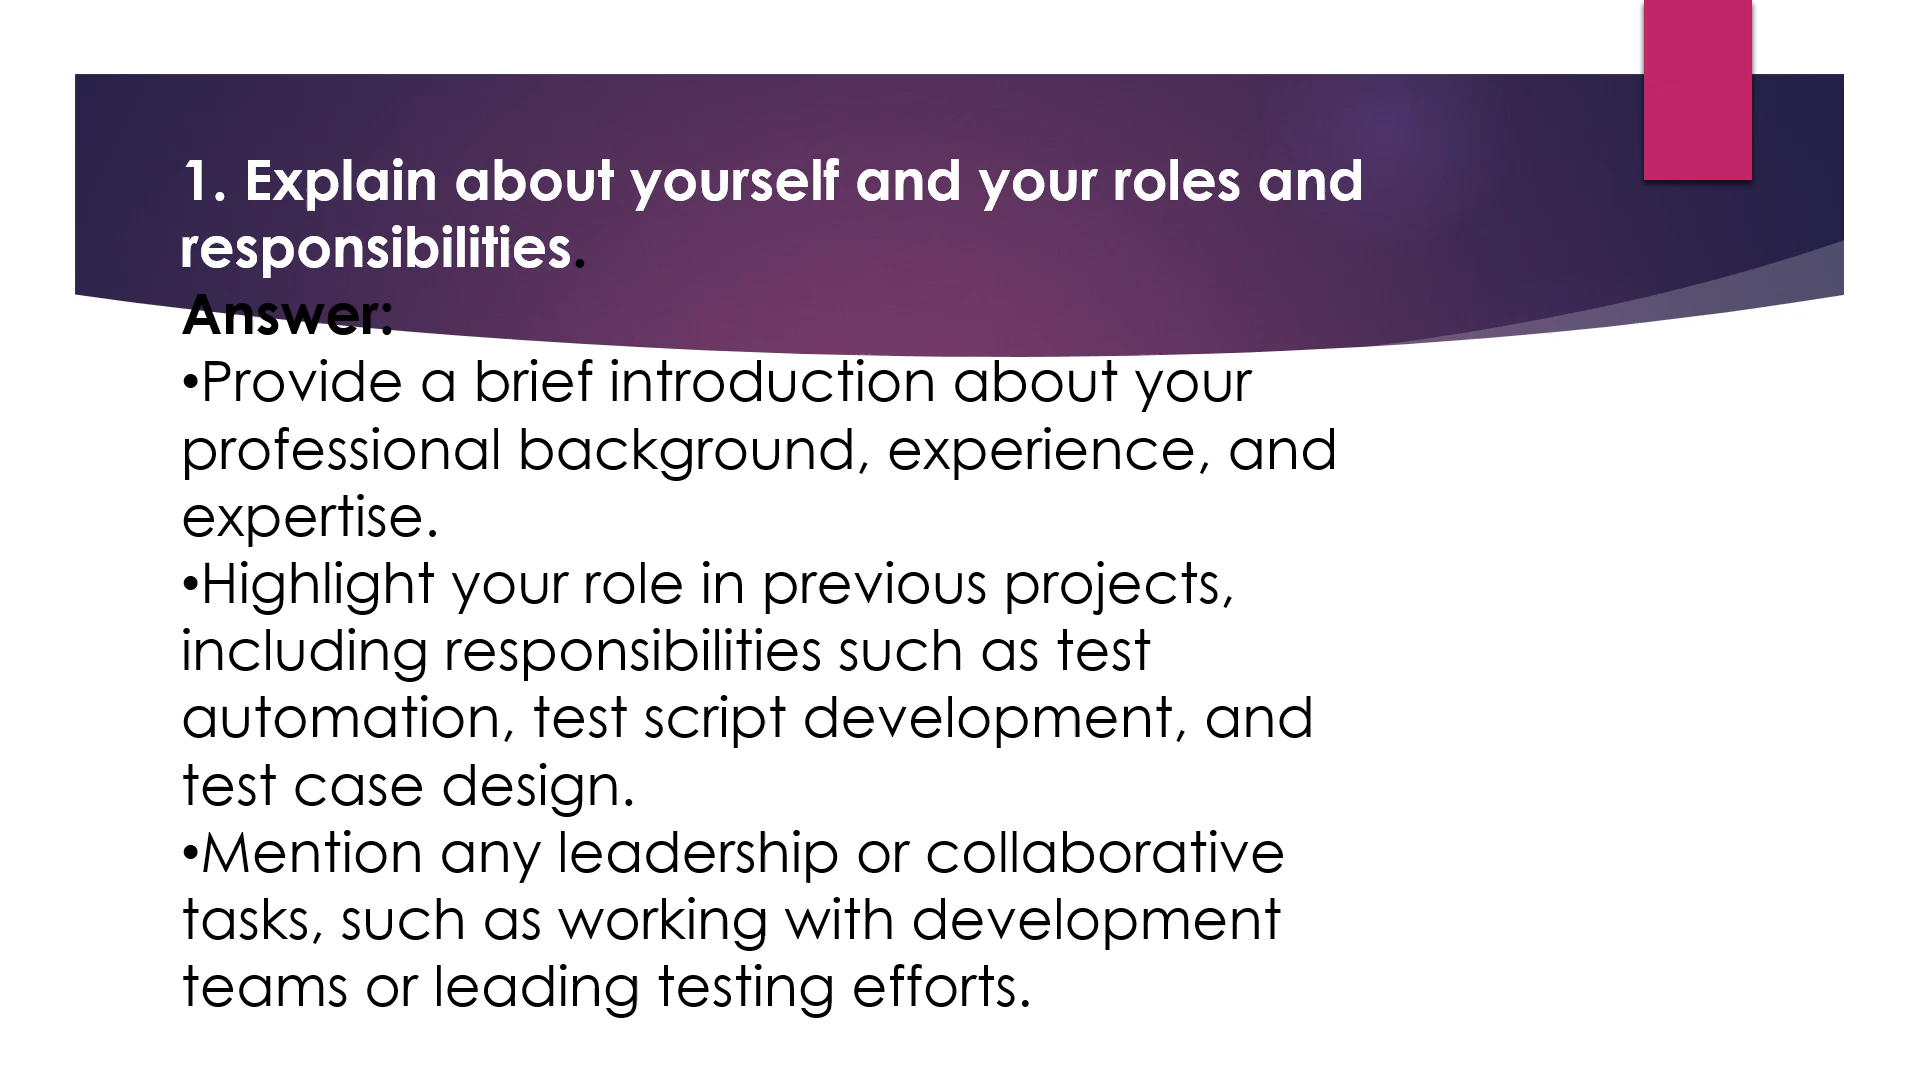 1. Explain about yourself and your roles and
responsibilities.
Answer:
•Provide a brief introduction about your
professional background, experience, and
expertise.
•Highlight your role in previous projects,
including responsibilities such as test
automation, test script development, and
test case design.
•Mention any leadership or collaborative
tasks, such as working with development
teams or leading testing efforts.